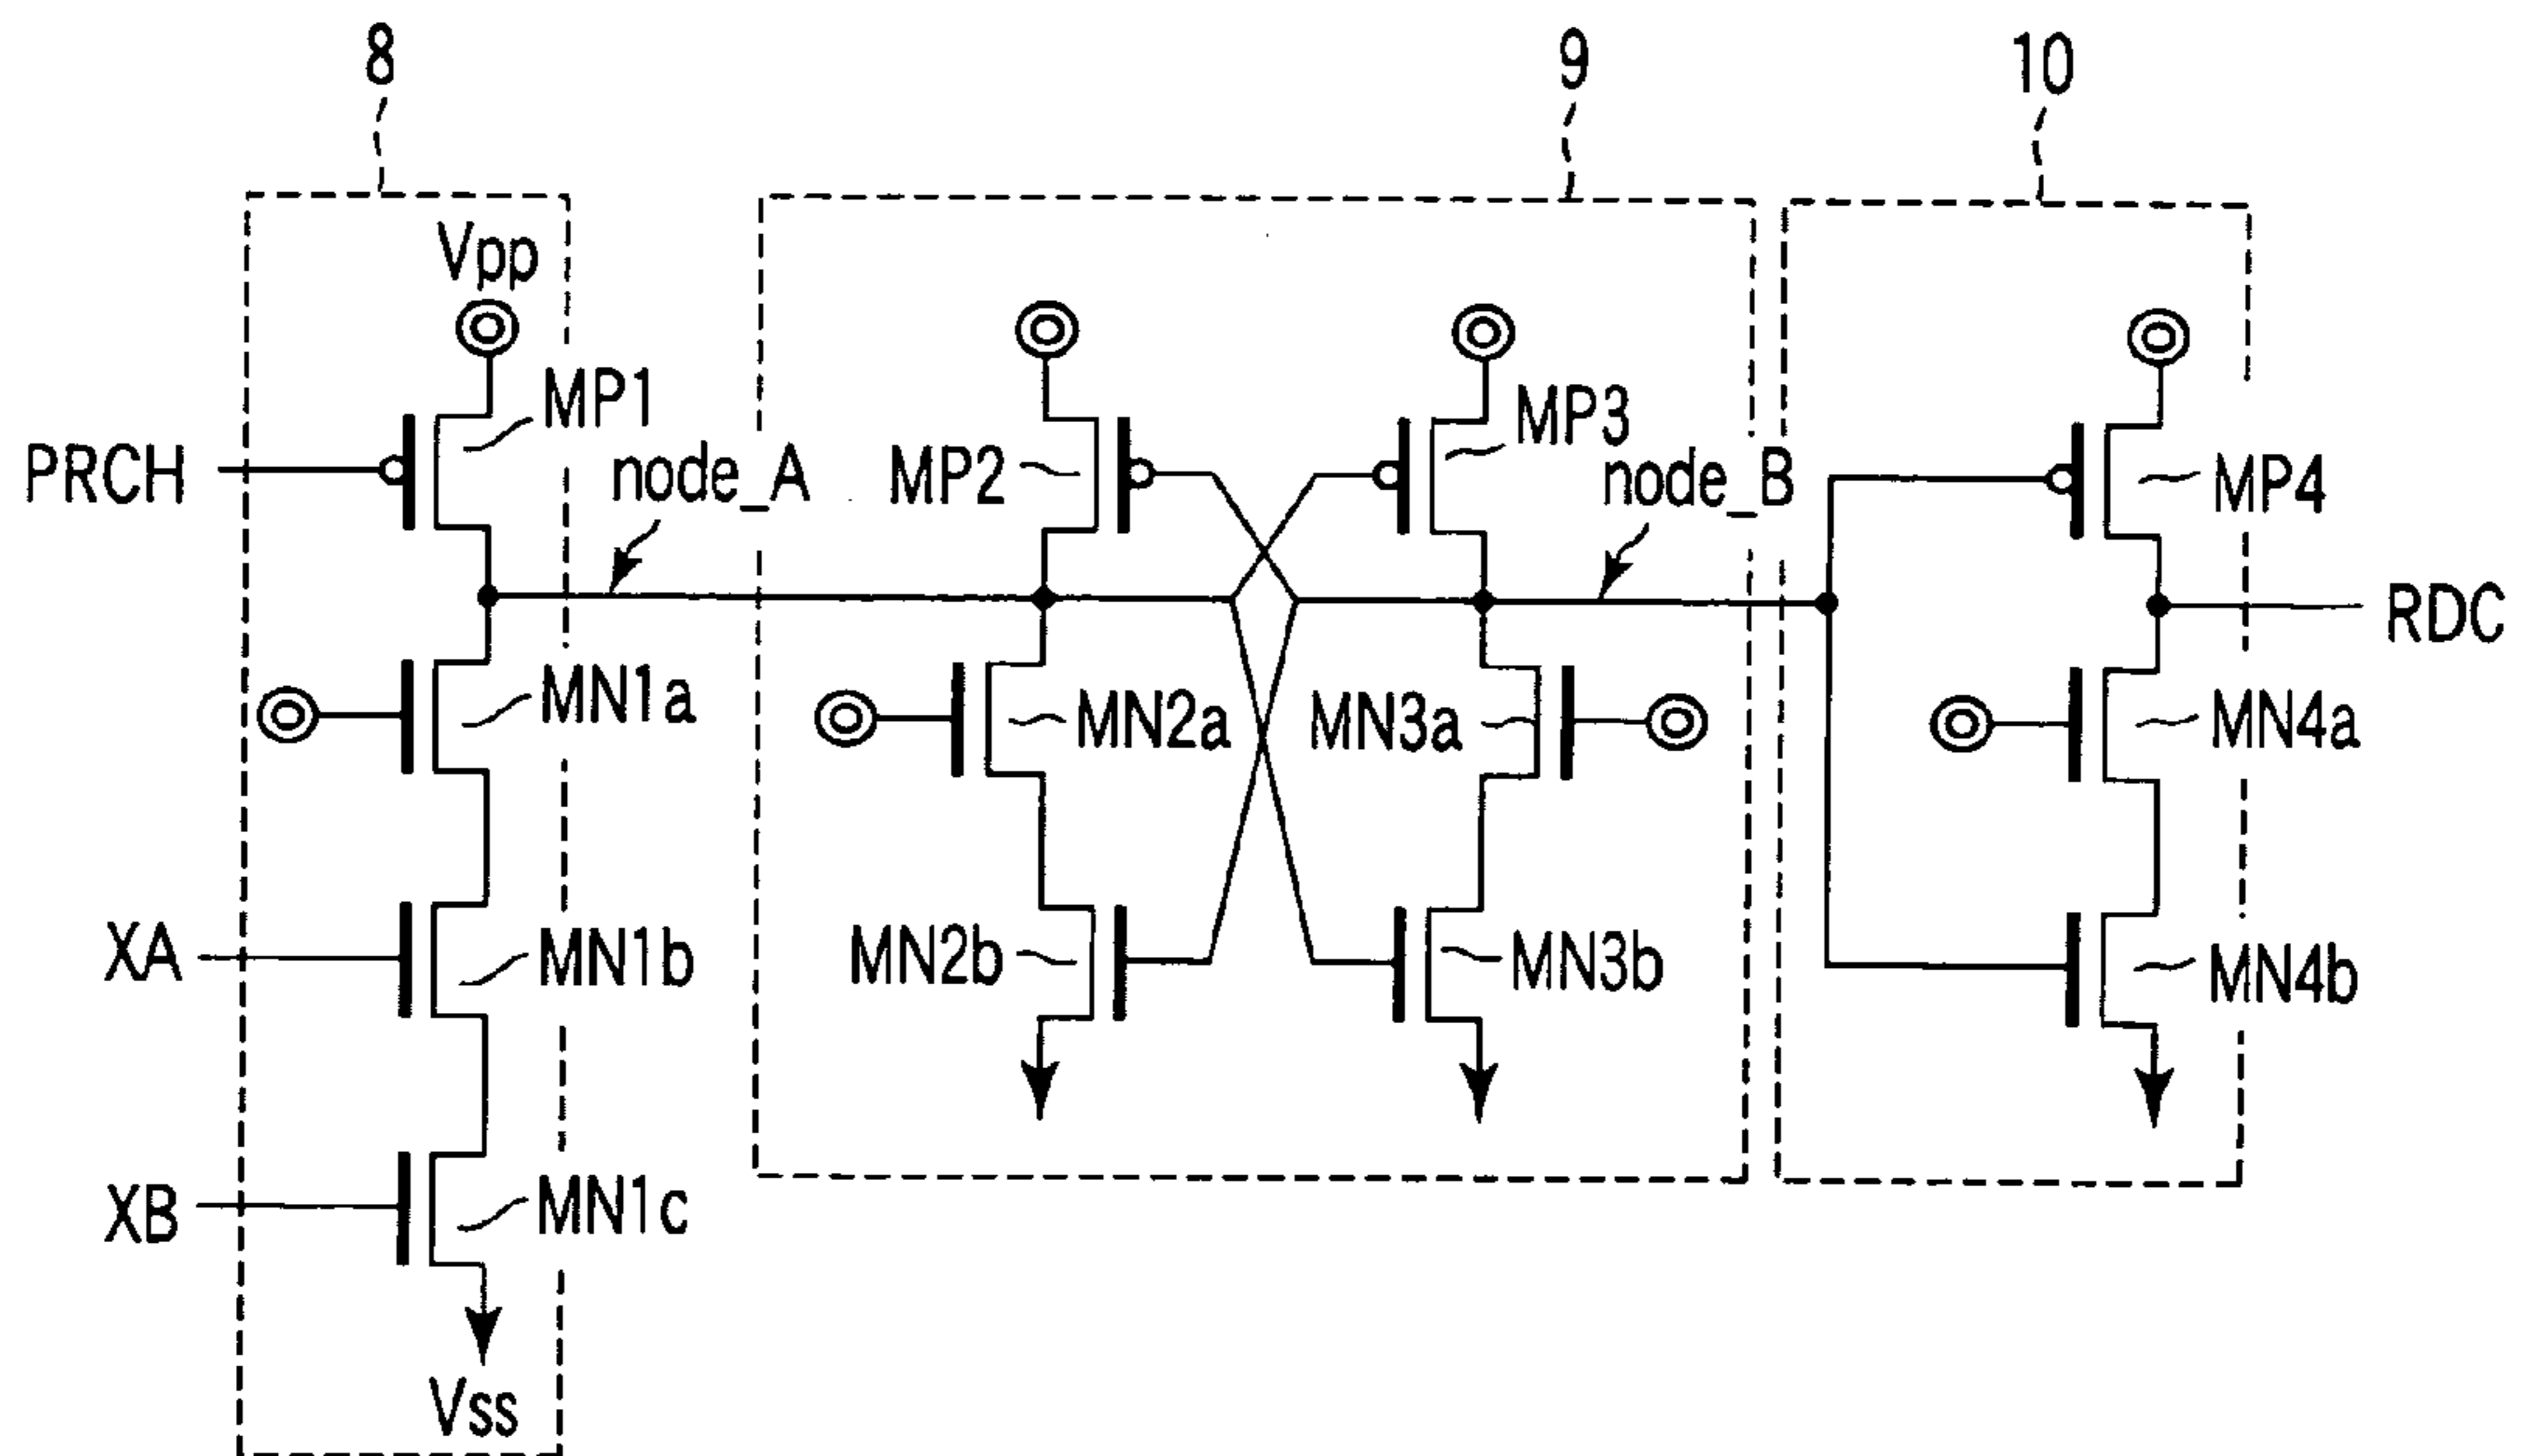 8
9
10
Vpp
MP1
PRCH
node_A
MP2
MP3
node_B
MP4
RDC
MN1a
MN2a
MN3a
MN4a
XA
MN1b
MN2b
MN3b
MN4b
XB
MN1c
Vss